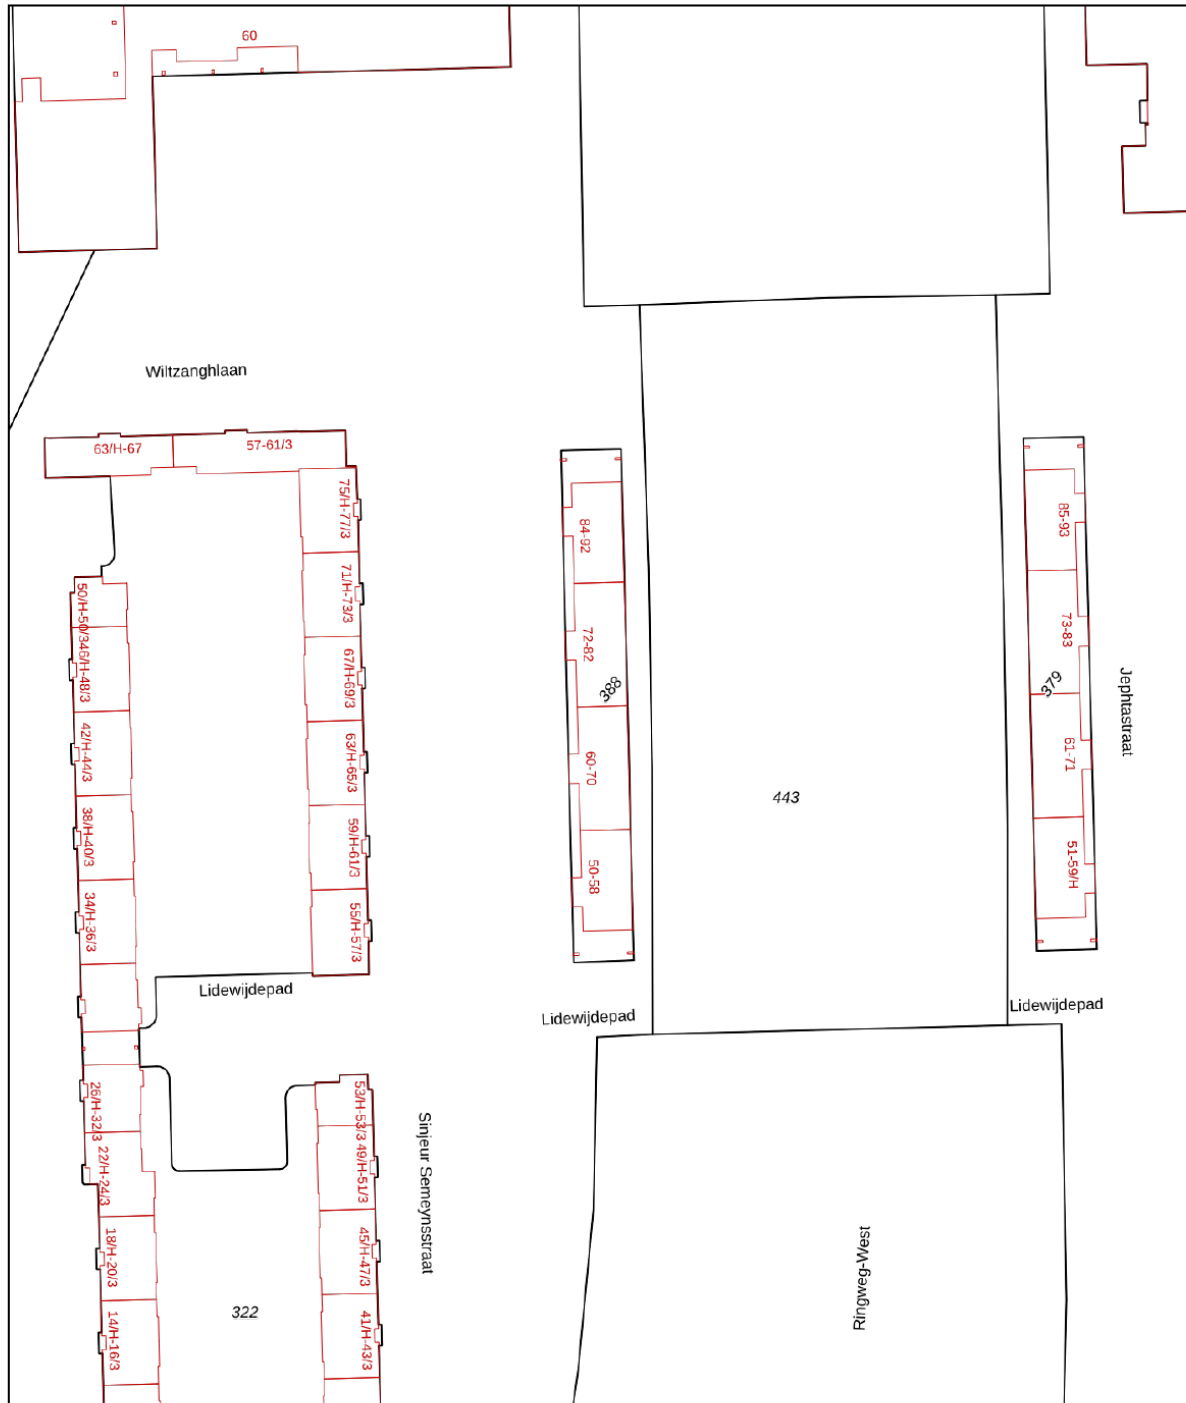 60
Wiltzanghlaan
63/H-67
57-61/3
75/H-77/3
71/H-73/3
67/H-69/3
63/H-65/3
59/H-61/3
55/H-57/3
50/H-50/3
46/H-48/3
42/H-44/3
38/H-40/3
34/H-36/3
84-92
72-82
388
60-70
50-58
85-93
73-83
379
61-71
51-59/H
Jephtastraat
443
Lidewijdepad
Lidewijdepad
Lidewijdepad
26/H-32/3
22/H-24/3
18/H-20/3
14/H-16/3
53/H-53/3
49/H-51/3
45/H-47/3
41/H-43/3
Sinjeur Semeynsstraat
322
Ringweg-West